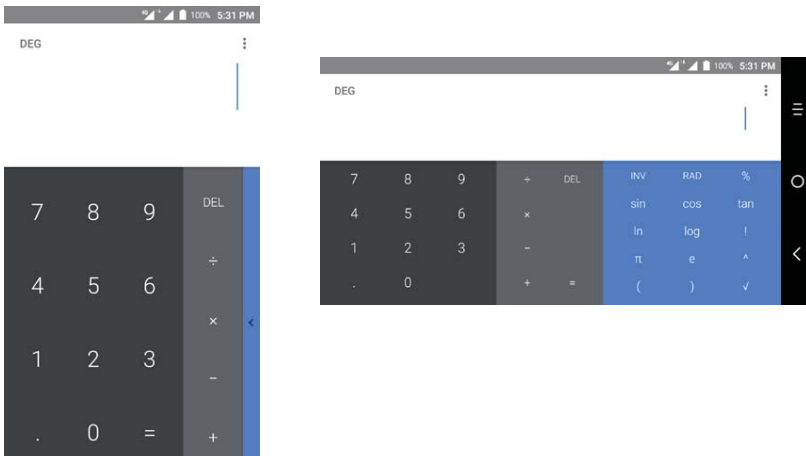 100% 5:31 PM
DEG
DEL
7 8 9
÷
4 5 6
×
1 2 3
−
. 0 = +
100% 5:31 PM
DEG
7 8 9 ÷ DEL INV RAD %
4 5 6 × sin cos tan
ln log !
1 2 3 − π e ^
. 0 + = ( ) √